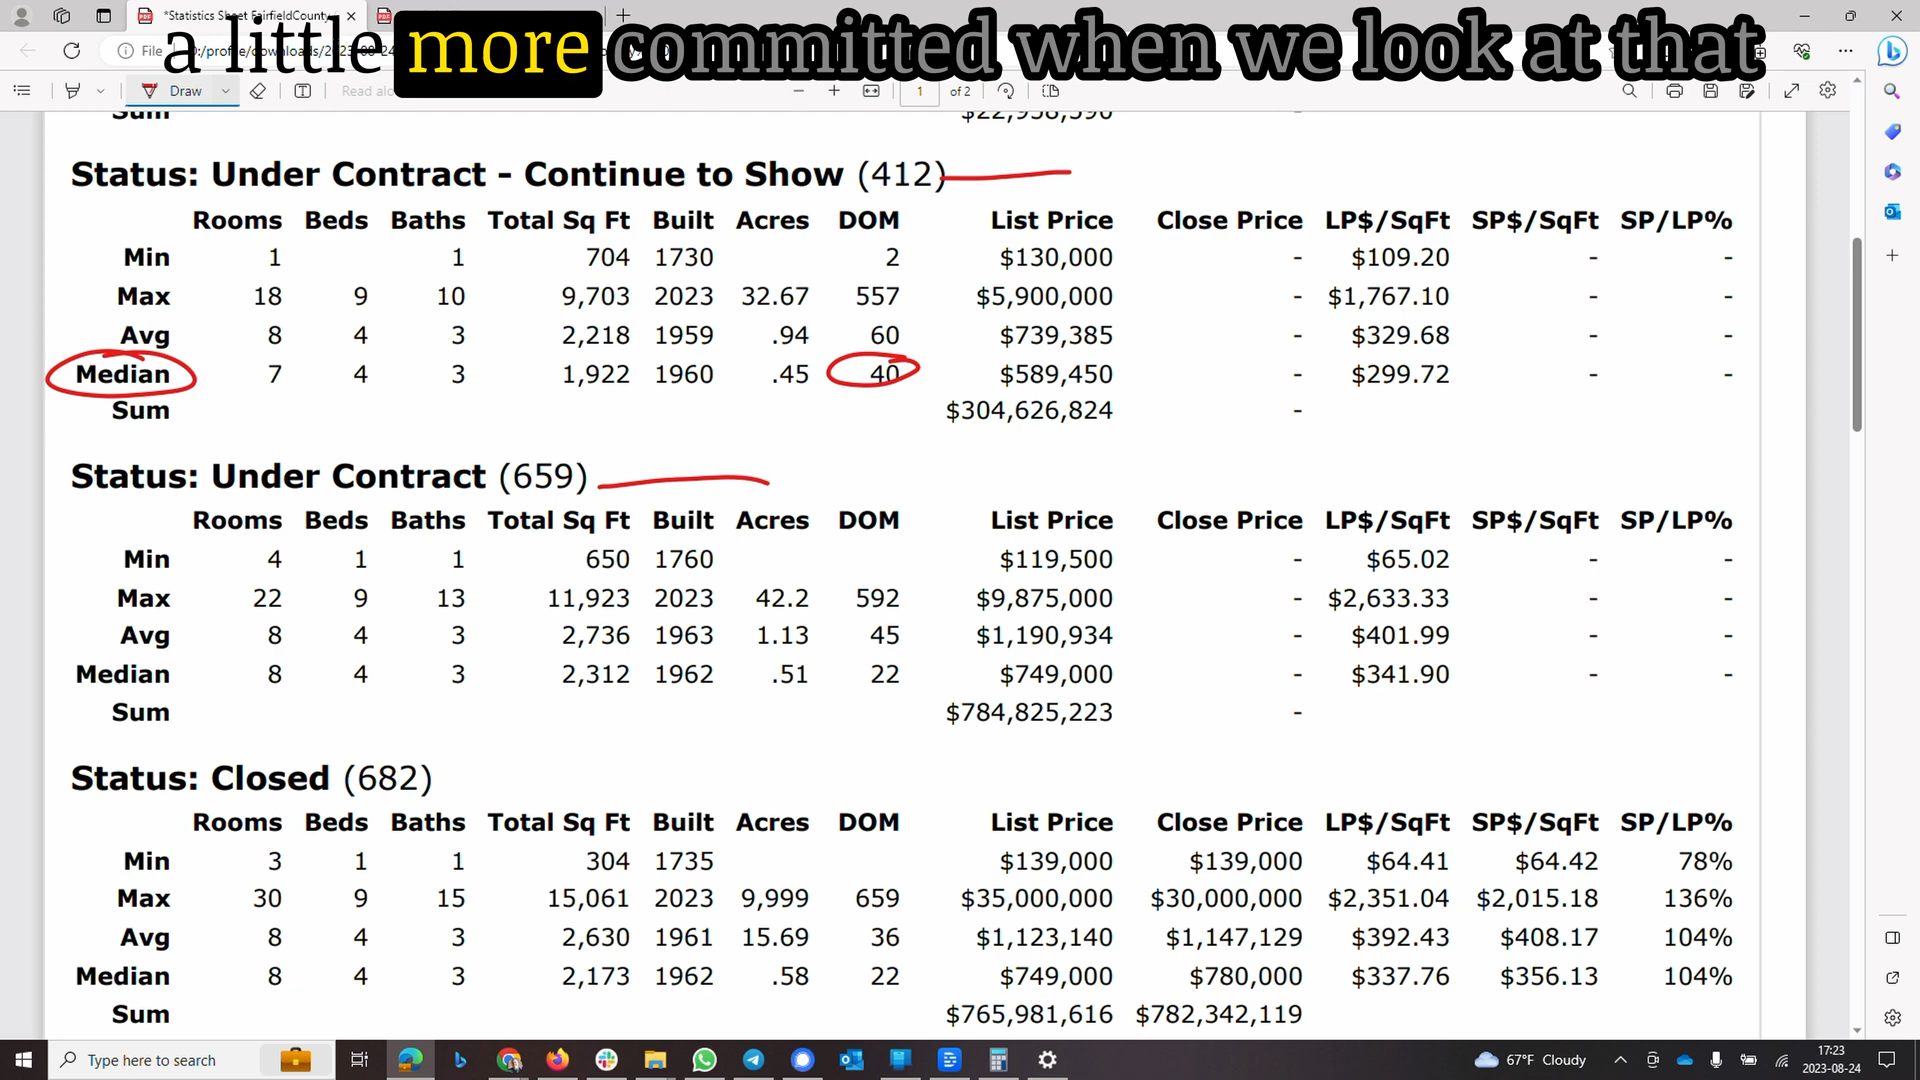 *Statistics Sheet FairfieldCounty
a little more committed when we look at that
File
Draw
1 of 2
Sum $22,938,590 -
Status: Under Contract - Continue to Show (412)
Rooms Beds Baths Total Sq Ft Built Acres DOM List Price Close Price LP$/SqFt SP$/SqFt SP/LP%
Min 1 1 704 1730 2 $130,000 - $109.20 - -
Max 18 9 10 9,703 2023 32.67 557 $5,900,000 - $1,767.10 - -
Avg 8 4 3 2,218 1959 .94 60 $739,385 - $329.68 - -
Median 7 4 3 1,922 1960 .45 40 $589,450 - $299.72 - -
Sum $304,626,824 -
Status: Under Contract (659)
Rooms Beds Baths Total Sq Ft Built Acres DOM List Price Close Price LP$/SqFt SP$/SqFt SP/LP%
Min 4 1 1 650 1760 $119,500 - $65.02 - -
Max 22 9 13 11,923 2023 42.2 592 $9,875,000 - $2,633.33 - -
Avg 8 4 3 2,736 1963 1.13 45 $1,190,934 - $401.99 - -
Median 8 4 3 2,312 1962 .51 22 $749,000 - $341.90 - -
Sum $784,825,223 -
Status: Closed (682)
Rooms Beds Baths Total Sq Ft Built Acres DOM List Price Close Price LP$/SqFt SP$/SqFt SP/LP%
Min 3 1 1 304 1735 $139,000 $139,000 $64.41 $64.42 78%
Max 30 9 15 15,061 2023 9,999 659 $35,000,000 $30,000,000 $2,351.04 $2,015.18 136%
Avg 8 4 3 2,630 1961 15.69 36 $1,123,140 $1,147,129 $392.43 $408.17 104%
Median 8 4 3 2,173 1962 .58 22 $749,000 $780,000 $337.76 $356.13 104%
Sum $765,981,616 $782,342,119
Type here to search
67°F Cloudy
17:23
2023-08-24